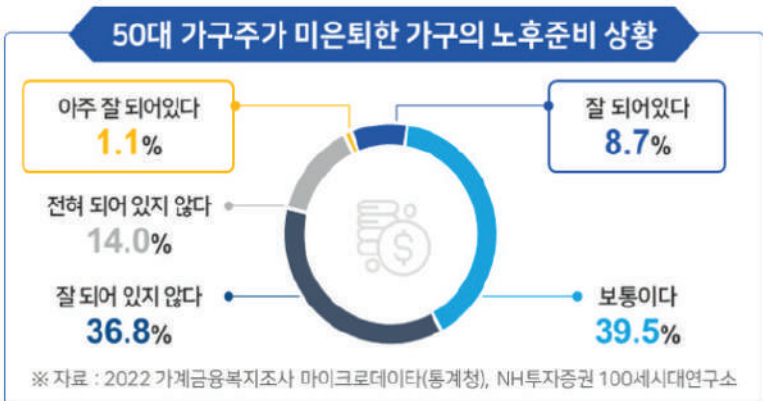 50대 가구주가 미은퇴한 가구의 노후준비 상황
아주 잘 되어있다
1.1%
잘 되어있다
8.7%
전혀 되어 있지 않다
14.0%
잘 되어 있지 않다
36.8%
보통이다
39.5%
$
※ 자료 : 2022 가계금융복지조사 마이크로데이타(통계청), NH투자증권 100세시대연구소